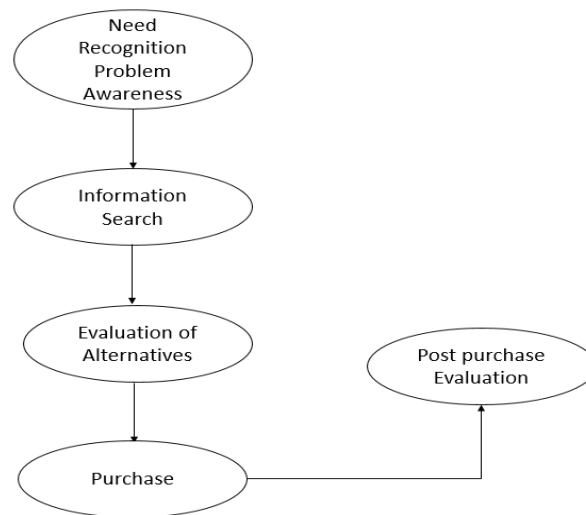 Need
Recognition
Problem
Awareness
Information
Search
Evaluation of
Alternatives
Post purchase
Evaluation
Purchase